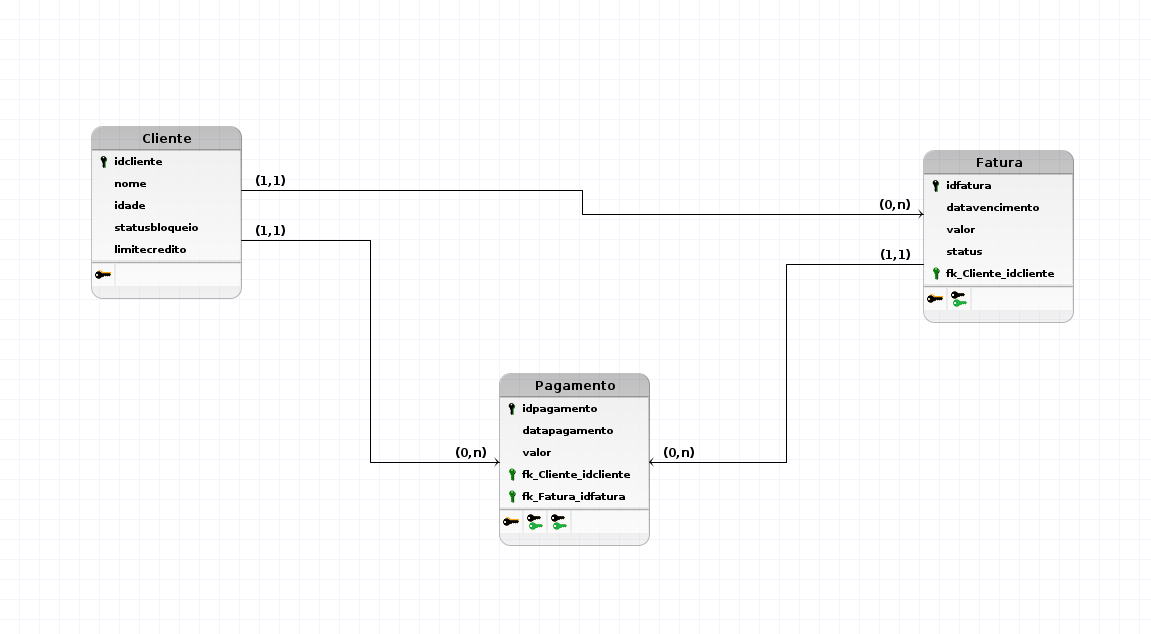 Cliente
idcliente
nome
idade
statusbloqueio
limitecredito
(1,1)
(0,n)
(1,1)
(0,n)
Fatura
idfatura
datavencimento
valor
status
fk_Cliente_idcliente
(1,1)
(0,n)
Pagamento
idpagamento
datapagamento
valor
fk_Cliente_idcliente
fk_Fatura_idfatura